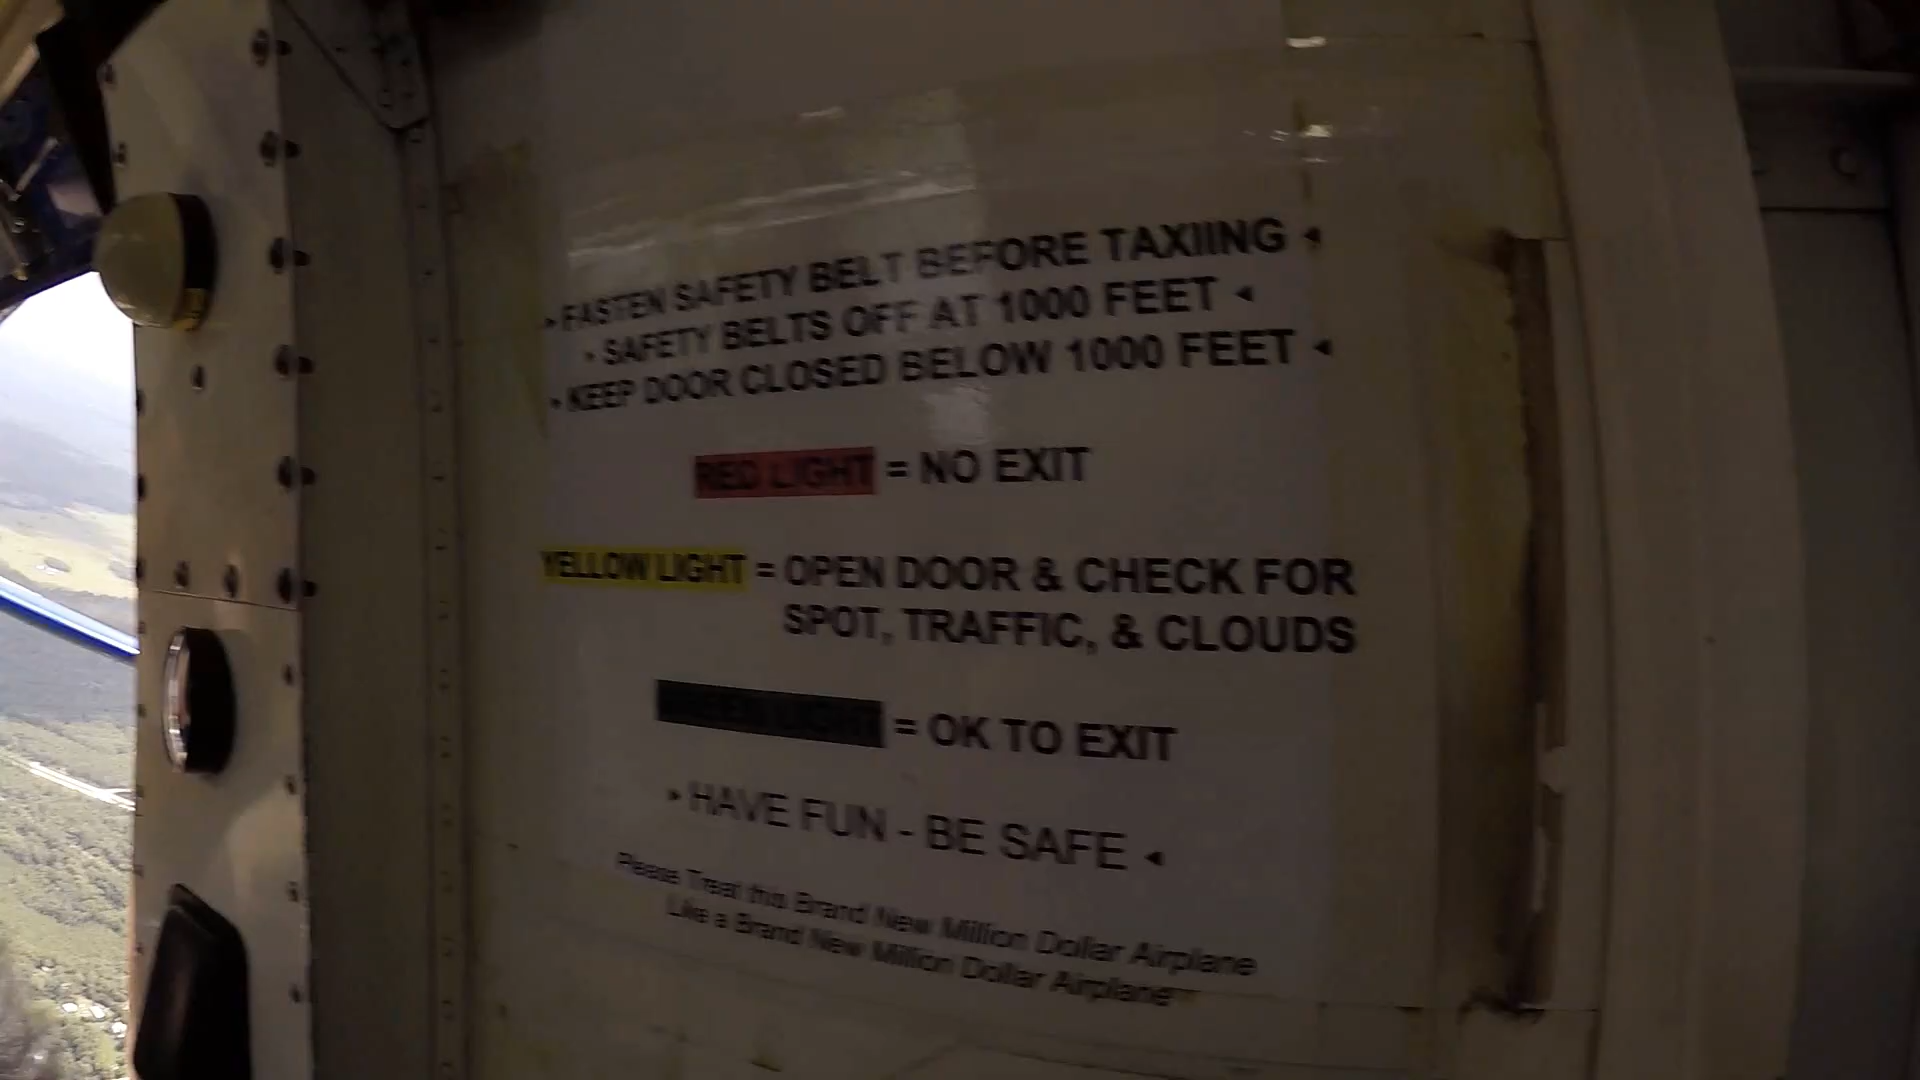 ▸FASTEN SAFETY BELT BEFORE TAXIING ◂
▸SAFETY BELTS OFF AT 1000 FEET ◂
▸KEEP DOOR CLOSED BELOW 1000 FEET ◂
RED LIGHT = NO EXIT
YELLOW LIGHT = OPEN DOOR & CHECK FOR
SPOT, TRAFFIC, & CLOUDS
GREEN LIGHT = OK TO EXIT
▸HAVE FUN - BE SAFE ◂
Please Treat this Brand New Million Dollar Airplane
Like a Brand New Million Dollar Airplane